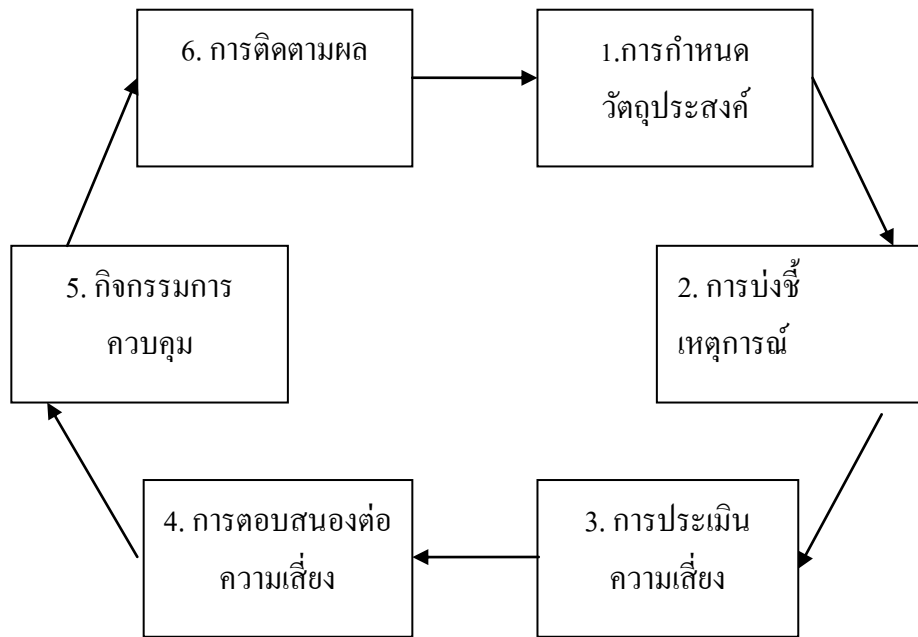 6. การติดตามผล
1.การกำหนด
วัตถุประสงค์
5. กิจกรรมการ
ควบคุม
2. การบ่งชี้
เหตุการณ์
4. การตอบสนองต่อ
ความเสี่ยง
3. การประเมิน
ความเสี่ยง